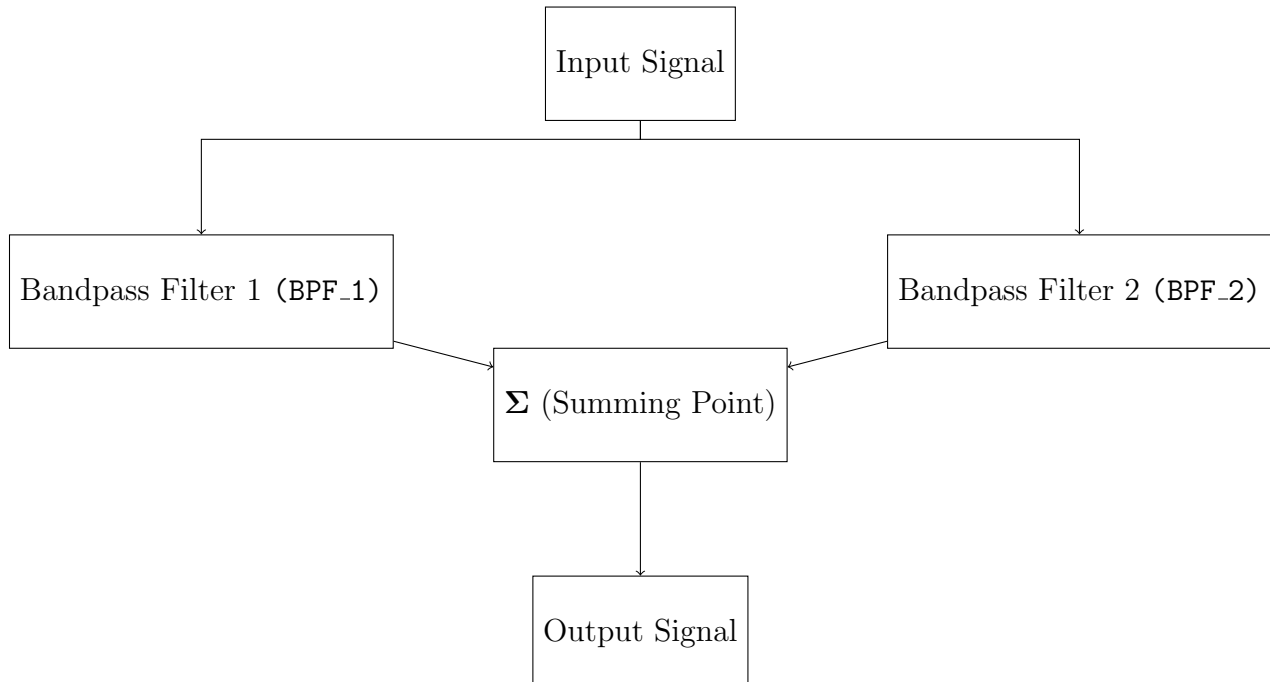 Input Signal
Bandpass Filter 1 (BPF_1)
Bandpass Filter 2 (BPF_2)
Σ (Summing Point)
Output Signal